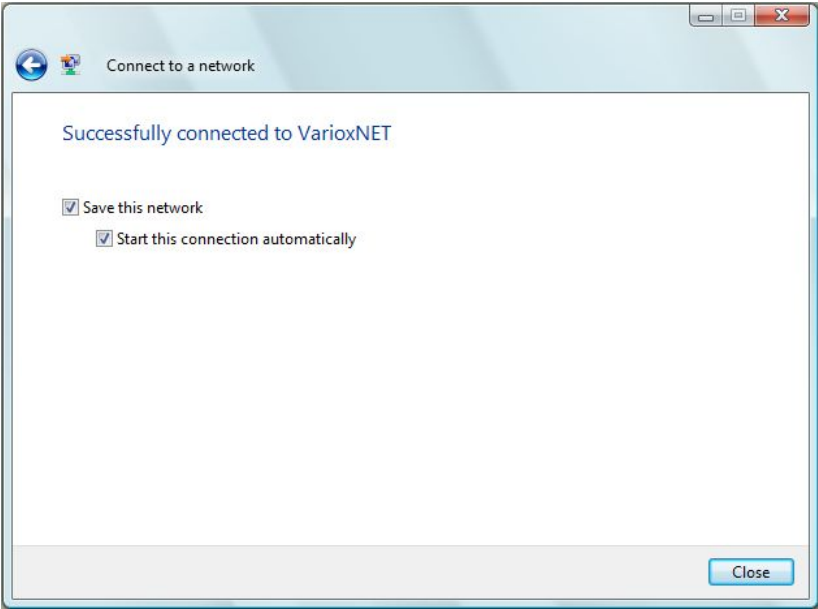 Connect to a network
Successfully connected to VarioxNET
Save this network
Start this connection automatically
Close